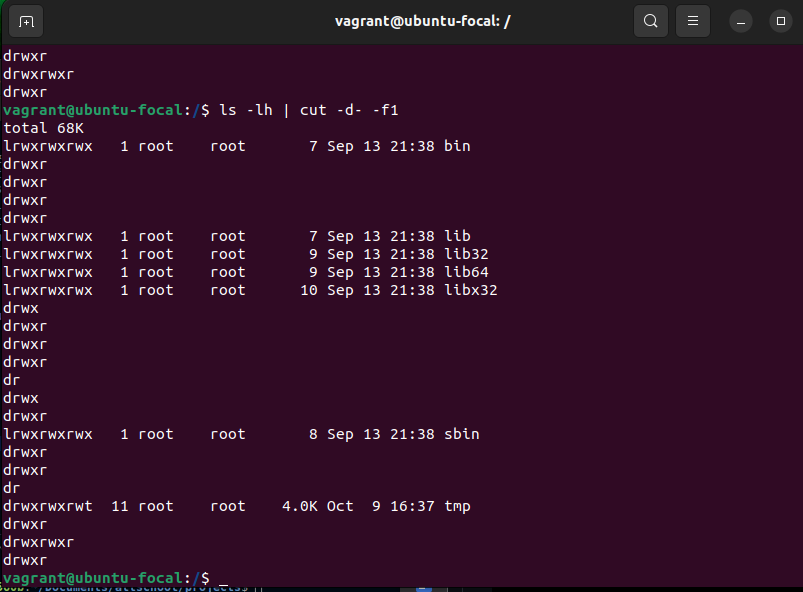 vagrant@ubuntu-focal: /
drwxr
drwxrwxr
drwxr
vagrant@ubuntu-focal:/$ ls -lh | cut -d- -f1
total 68K
lrwxrwxrwx   1 root    root       7 Sep 13 21:38 bin
drwxr
drwxr
drwxr
drwxr
lrwxrwxrwx   1 root    root       7 Sep 13 21:38 lib
lrwxrwxrwx   1 root    root       9 Sep 13 21:38 lib32
lrwxrwxrwx   1 root    root       9 Sep 13 21:38 lib64
lrwxrwxrwx   1 root    root      10 Sep 13 21:38 libx32
drwx
drwxr
drwxr
drwxr
dr
drwx
drwxr
lrwxrwxrwx   1 root    root       8 Sep 13 21:38 sbin
drwxr
drwxr
dr
drwxrwxrwt  11 root    root    4.0K Oct  9 16:37 tmp
drwxr
drwxrwxr
drwxr
vagrant@ubuntu-focal:/$ _